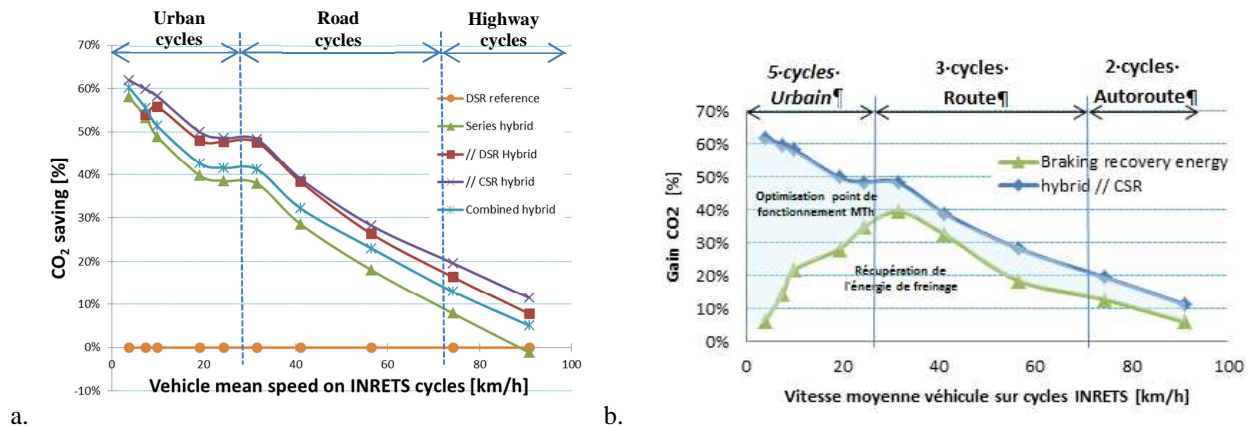 Urban
cycles
Road
cycles
Highway
cycles
70%
60%
50%
40%
30%
20%
10%
0%
-10%
CO2 saving [%]
DSR reference
Series hybrid
// DSR Hybrid
// CSR hybrid
Combined hybrid
0 20 40 60 80 100
Vehicle mean speed on INRETS cycles [km/h]
a.
5·cycles·
Urbain¶
3·cycles·
Route¶
2·cycles·
Autoroute¶
70%
60%
50%
40%
30%
20%
10%
0%
Gain CO2 [%]
Braking recovery energy
hybrid // CSR
Optimisation point de
fonctionnement MTh
Récupération de
l'énergie de freinage
0 20 40 60 80 100
Vitesse moyenne véhicule sur cycles INRETS [km/h]
b.